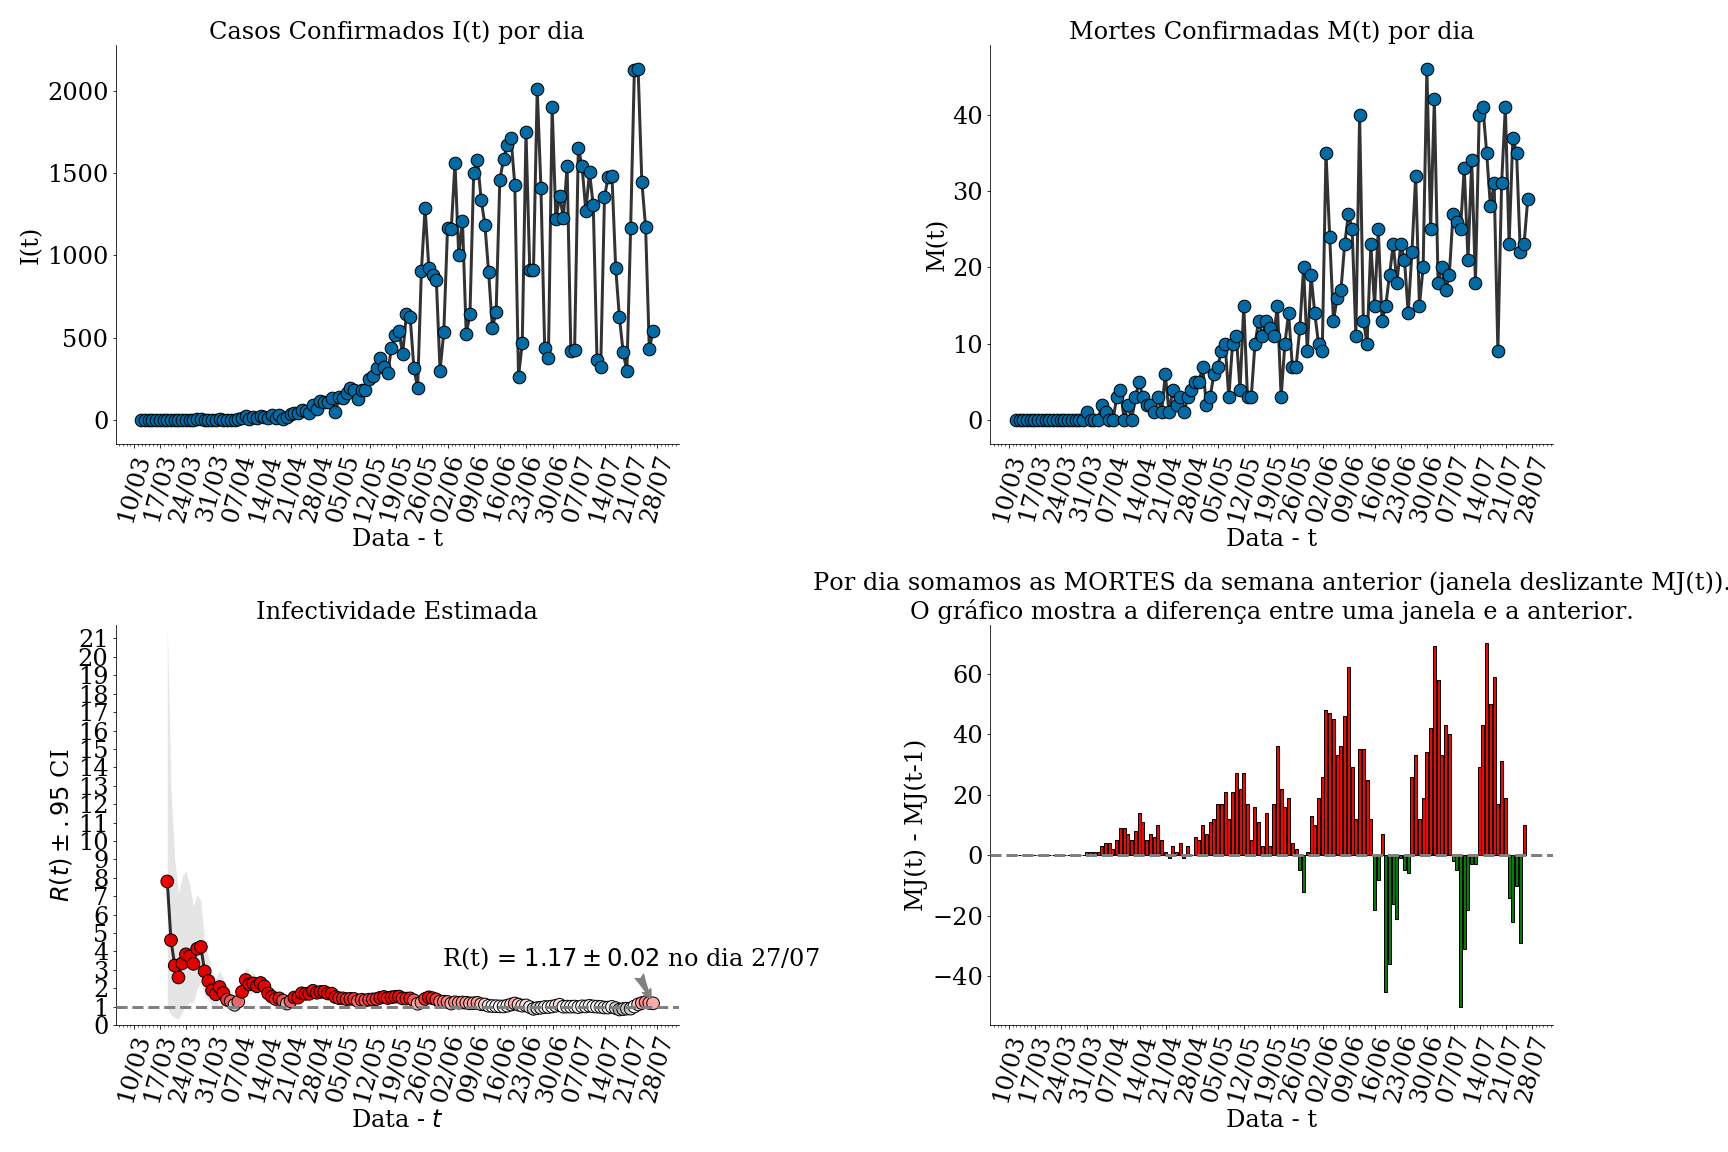 Casos Confirmados I(t) por dia
I(t)
2000
1500
1000
500
0
10/03 17/03 24/03 31/03 07/04 14/04 21/04 28/04 05/05 12/05 19/05 26/05 02/06 09/06 16/06 23/06 30/06 07/07 14/07 21/07 28/07
Data - t
Mortes Confirmadas M(t) por dia
M(t)
40
30
20
10
0
10/03 17/03 24/03 31/03 07/04 14/04 21/04 28/04 05/05 12/05 19/05 26/05 02/06 09/06 16/06 23/06 30/06 07/07 14/07 21/07 28/07
Data - t
Infectividade Estimada
R(t) ± .95 CI
21
20
19
18
17
16
15
14
13
12
11
10
9
8
7
6
5
4
3
2
1
0
R(t) = 1.17 ± 0.02 no dia 27/07
10/03 17/03 24/03 31/03 07/04 14/04 21/04 28/04 05/05 12/05 19/05 26/05 02/06 09/06 16/06 23/06 30/06 07/07 14/07 21/07 28/07
Data - t
Por dia somamos as MORTES da semana anterior (janela deslizante MJ(t)).
O gráfico mostra a diferença entre uma janela e a anterior.
MJ(t) - MJ(t-1)
60
40
20
0
−20
−40
10/03 17/03 24/03 31/03 07/04 14/04 21/04 28/04 05/05 12/05 19/05 26/05 02/06 09/06 16/06 23/06 30/06 07/07 14/07 21/07 28/07
Data - t